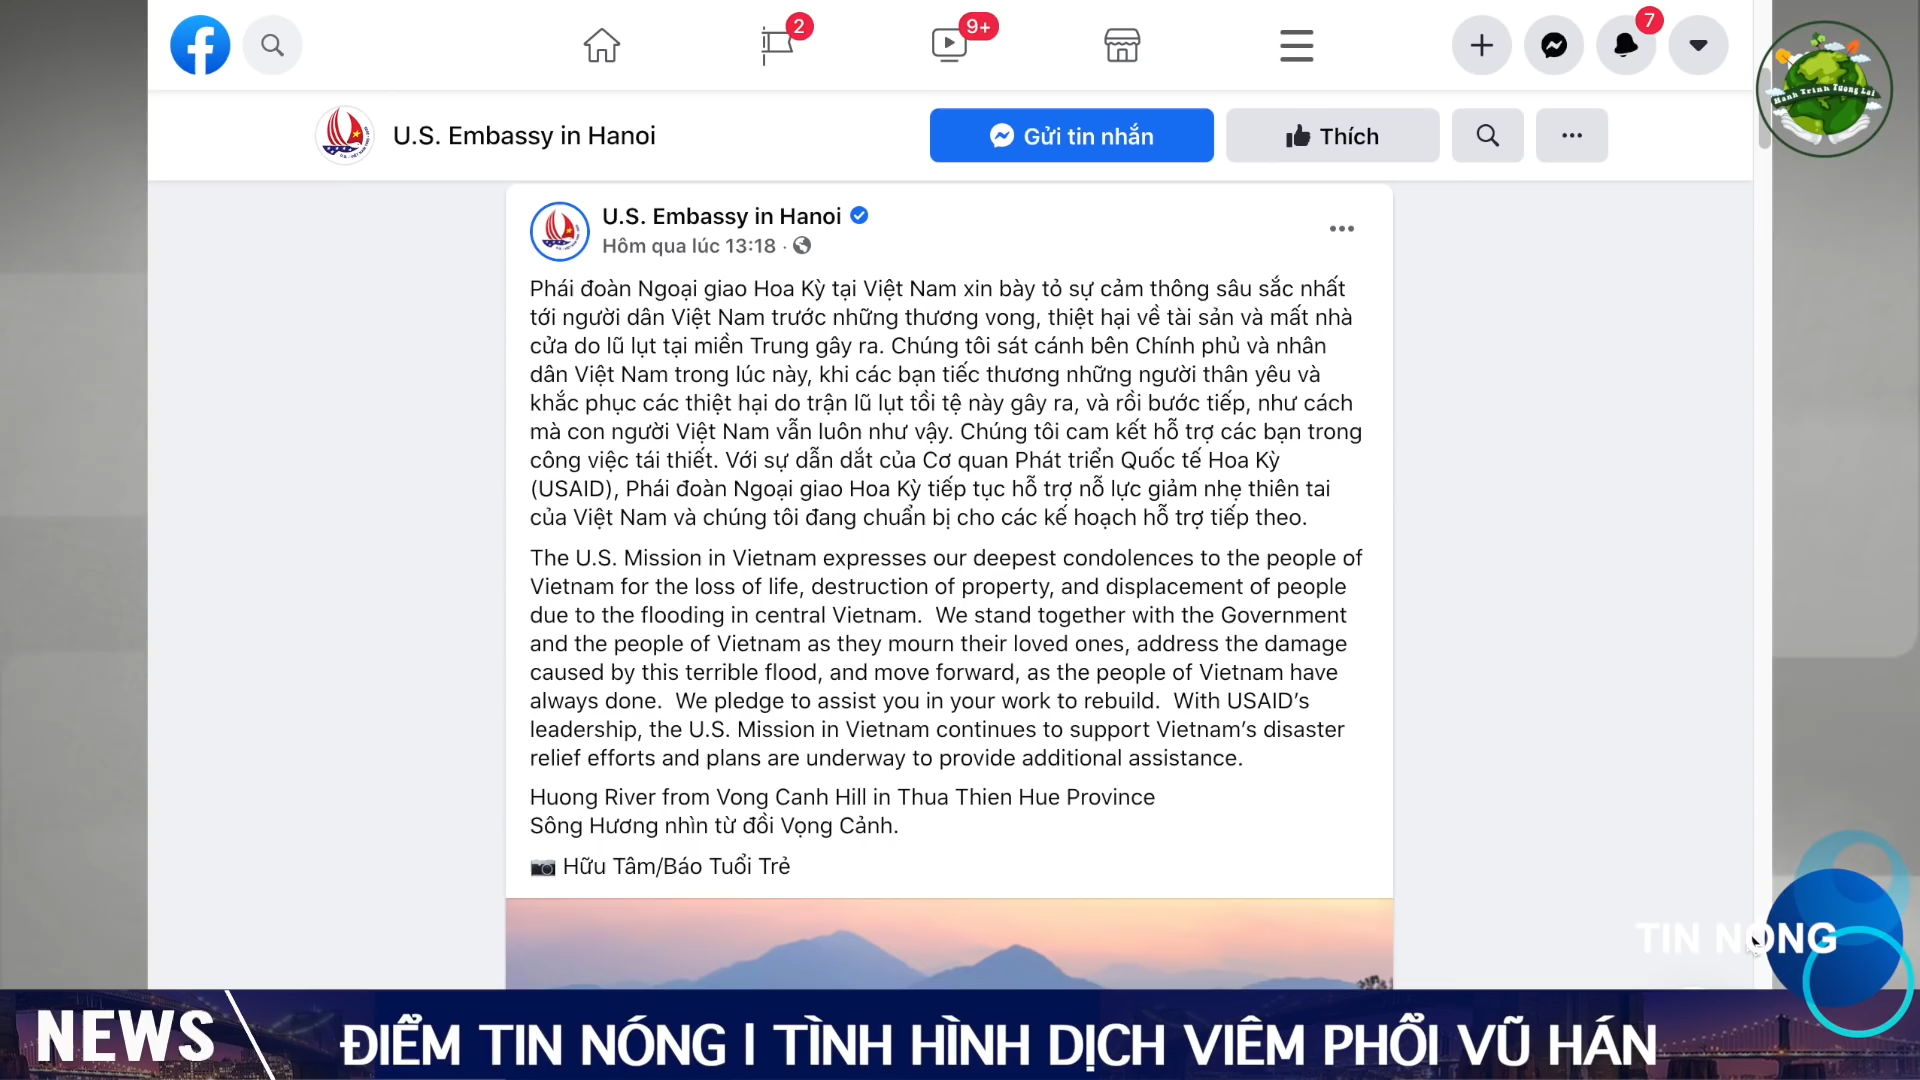 2
9+
7
Hanh Trình Tương Lai
U.S. Embassy in Hanoi
Gửi tin nhắn
Thích
U.S. Embassy in Hanoi
Hôm qua lúc 13:18 ·
Phái đoàn Ngoại giao Hoa Kỳ tại Việt Nam xin bày tỏ sự cảm thông sâu sắc nhất
tới người dân Việt Nam trước những thương vong, thiệt hại về tài sản và mất nhà
cửa do lũ lụt tại miền Trung gây ra. Chúng tôi sát cánh bên Chính phủ và nhân
dân Việt Nam trong lúc này, khi các bạn tiếc thương những người thân yêu và
khắc phục các thiệt hại do trận lũ lụt tồi tệ này gây ra, và rồi bước tiếp, như cách
mà con người Việt Nam vẫn luôn như vậy. Chúng tôi cam kết hỗ trợ các bạn trong
công việc tái thiết. Với sự dẫn dắt của Cơ quan Phát triển Quốc tế Hoa Kỳ
(USAID), Phái đoàn Ngoại giao Hoa Kỳ tiếp tục hỗ trợ nỗ lực giảm nhẹ thiên tai
của Việt Nam và chúng tôi đang chuẩn bị cho các kế hoạch hỗ trợ tiếp theo.
The U.S. Mission in Vietnam expresses our deepest condolences to the people of
Vietnam for the loss of life, destruction of property, and displacement of people
due to the flooding in central Vietnam.  We stand together with the Government
and the people of Vietnam as they mourn their loved ones, address the damage
caused by this terrible flood, and move forward, as the people of Vietnam have
always done.  We pledge to assist you in your work to rebuild.  With USAID’s
leadership, the U.S. Mission in Vietnam continues to support Vietnam’s disaster
relief efforts and plans are underway to provide additional assistance.
Huong River from Vong Canh Hill in Thua Thien Hue Province
Sông Hương nhìn từ đồi Vọng Cảnh.
Hữu Tâm/Báo Tuổi Trẻ
TIN NÓNG
NEWS
ĐIỂM TIN NÓNG | TÌNH HÌNH DỊCH VIÊM PHỔI VŨ HÁN